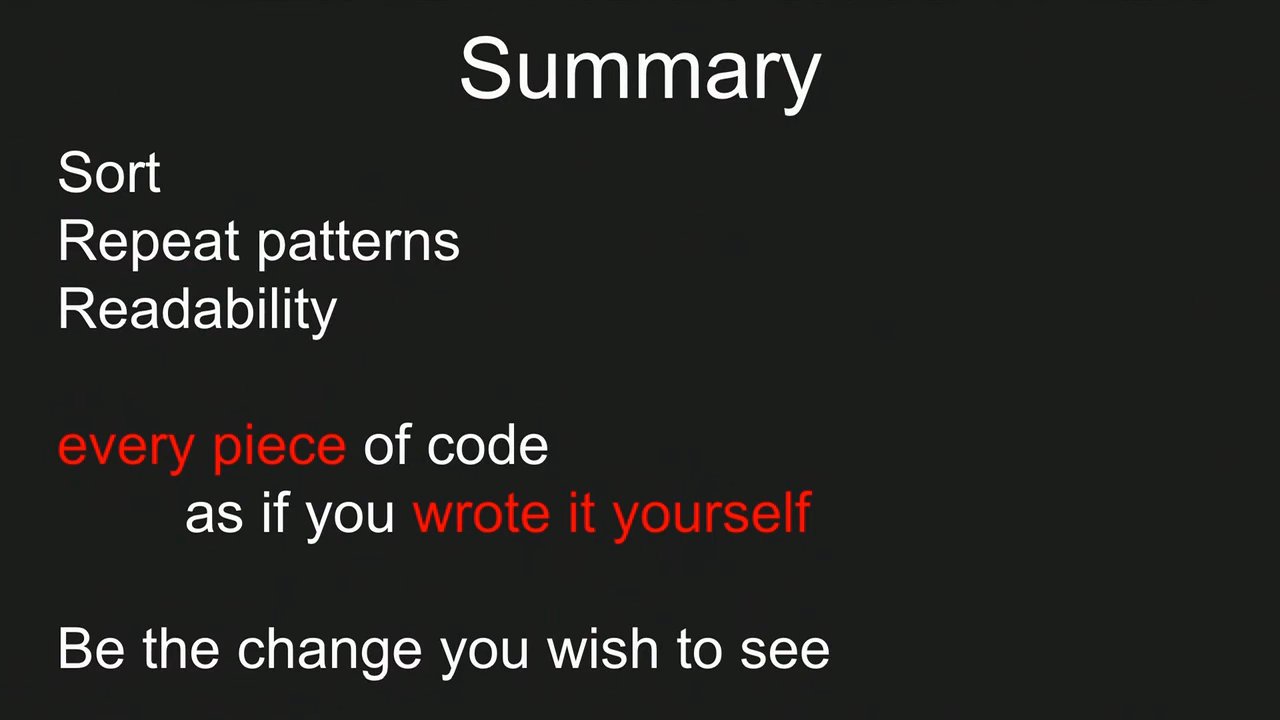 Summary
Sort
Repeat patterns
Readability
every piece of code
as if you wrote it yourself
Be the change you wish to see